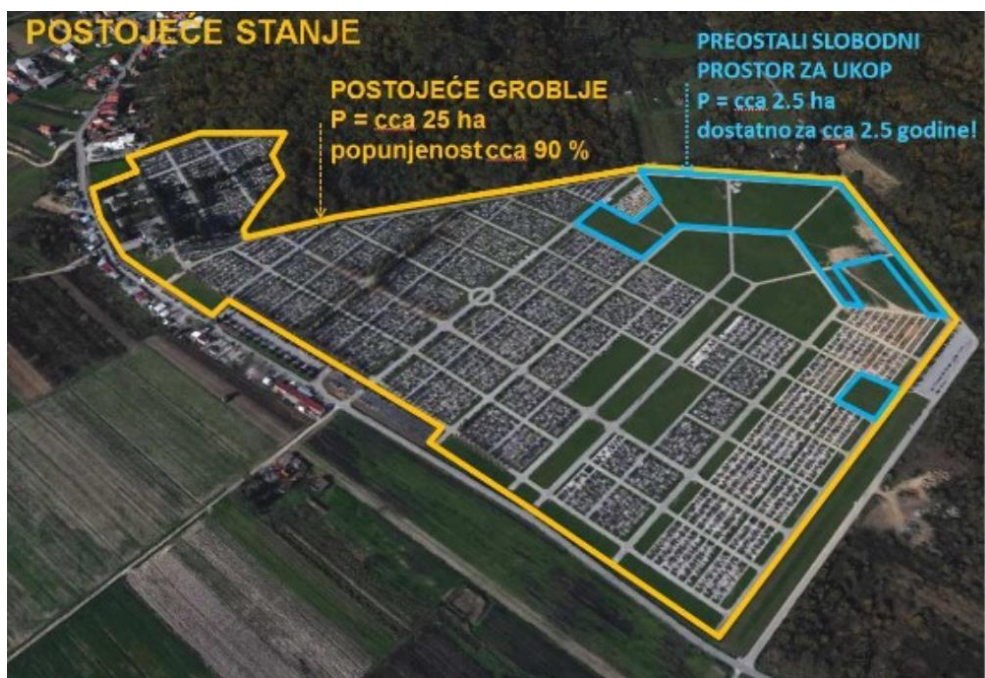 POSTOJEĆE STANJE
POSTOJEĆE GROBLJE
P = cca 25 ha
popunjenost cca 90 %
PREOSTALI SLOBODNI
PROSTOR ZA UKOP
P = cca 2.5 ha
dostatno za cca 2.5 godine!